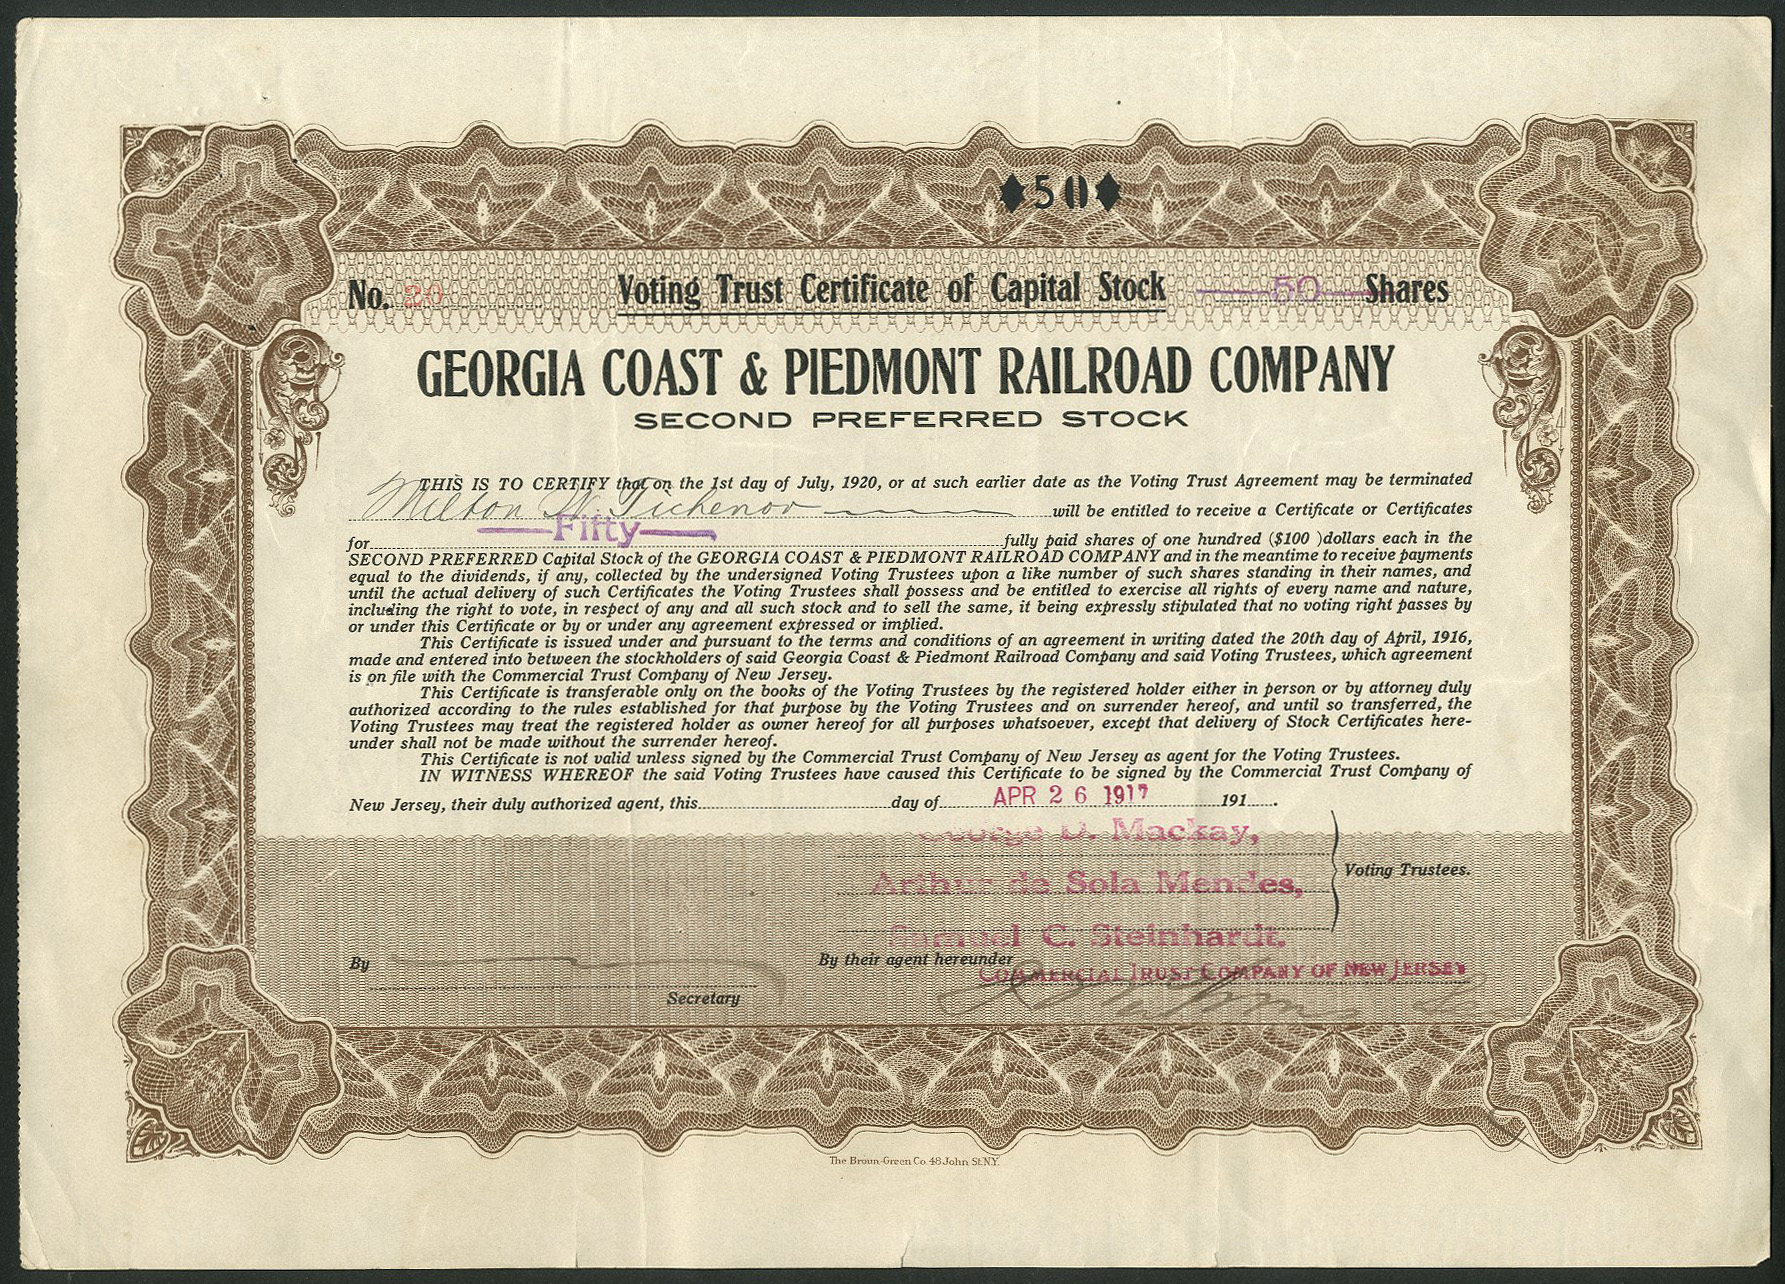 ♦50♦
No. 20 Voting Trust Certificate of Capital Stock 50 Shares
GEORGIA COAST & PIEDMONT RAILROAD COMPANY
SECOND PREFERRED STOCK
THIS IS TO CERTIFY that on the 1st day of July, 1920, or at such earlier date as the Voting Trust Agreement may be terminated
Milton W. Tichenor will be entitled to receive a Certificate or Certificates
for Fifty fully paid shares of one hundred ($100 )dollars each in the
SECOND PREFERRED Capital Stock of the GEORGIA COAST & PIEDMONT RAILROAD COMPANY and in the meantime to receive payments
equal to the dividends, if any, collected by the undersigned Voting Trustees upon a like number of such shares standing in their names, and
until the actual delivery of such Certificates the Voting Trustees shall possess and be entitled to exercise all rights of every name and nature,
including the right to vote, in respect of any and all such stock and to sell the same, it being expressly stipulated that no voting right passes by
or under this Certificate or by or under any agreement expressed or implied.
This Certificate is issued under and pursuant to the terms and conditions of an agreement in writing dated the 20th day of April, 1916,
made and entered into between the stockholders of said Georgia Coast & Piedmont Railroad Company and said Voting Trustees, which agreement
is on file with the Commercial Trust Company of New Jersey.
This Certificate is transferable only on the books of the Voting Trustees by the registered holder either in person or by attorney duly
authorized according to the rules established for that purpose by the Voting Trustees and on surrender hereof, and until so transferred, the
Voting Trustees may treat the registered holder as owner hereof for all purposes whatsoever, except that delivery of Stock Certificates here-
under shall not be made without the surrender hereof.
This Certificate is not valid unless signed by the Commercial Trust Company of New Jersey as agent for the Voting Trustees.
IN WITNESS WHEREOF the said Voting Trustees have caused this Certificate to be signed by the Commercial Trust Company of
New Jersey, their duly authorized agent, this day of APR 26 1917 191
George D. Mackay,
Arthur de Sola Mendes, Voting Trustees.
Samuel C. Steinhardt.
By By their agent hereunder
COMMERCIAL TRUST COMPANY OF NEW JERSEY
Secretary
The Broun-Green Co. 48 John St. N.Y.